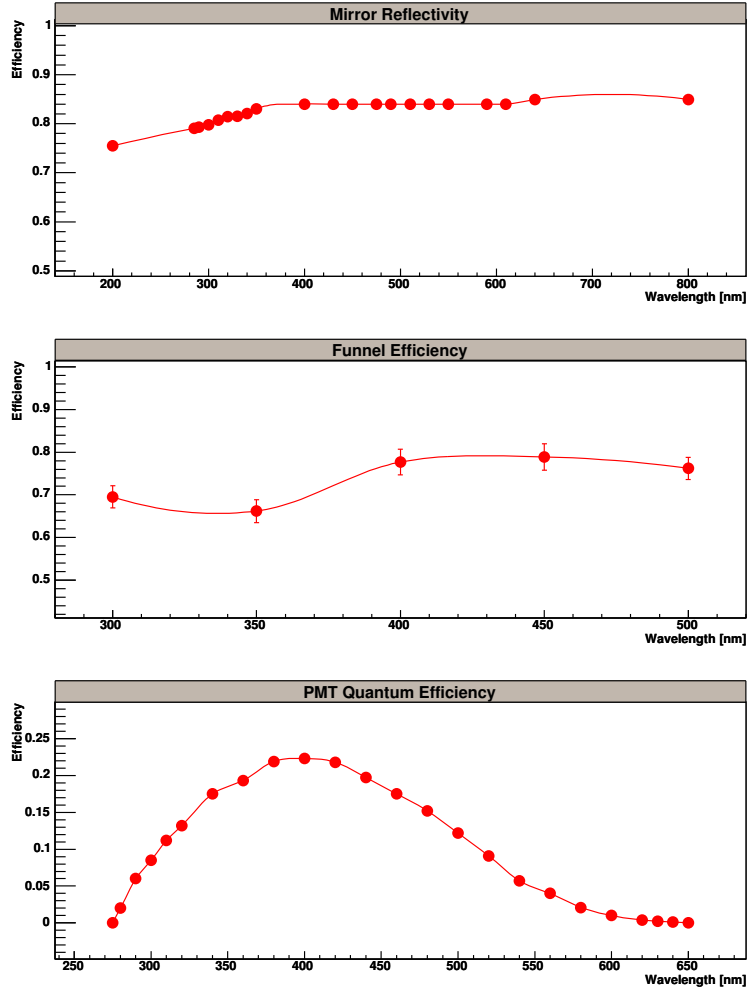 Mirror Reflectivity
Efficiency
1
0.9
0.8
0.7
0.6
0.5
200 300 400 500 600 700 800
Wavelength [nm]
Funnel Efficiency
Efficiency
1
0.9
0.8
0.7
0.6
0.5
300 350 400 450 500
Wavelength [nm]
PMT Quantum Efficiency
Efficiency
0.25
0.2
0.15
0.1
0.05
0
250 300 350 400 450 500 550 600 650
Wavelength [nm]